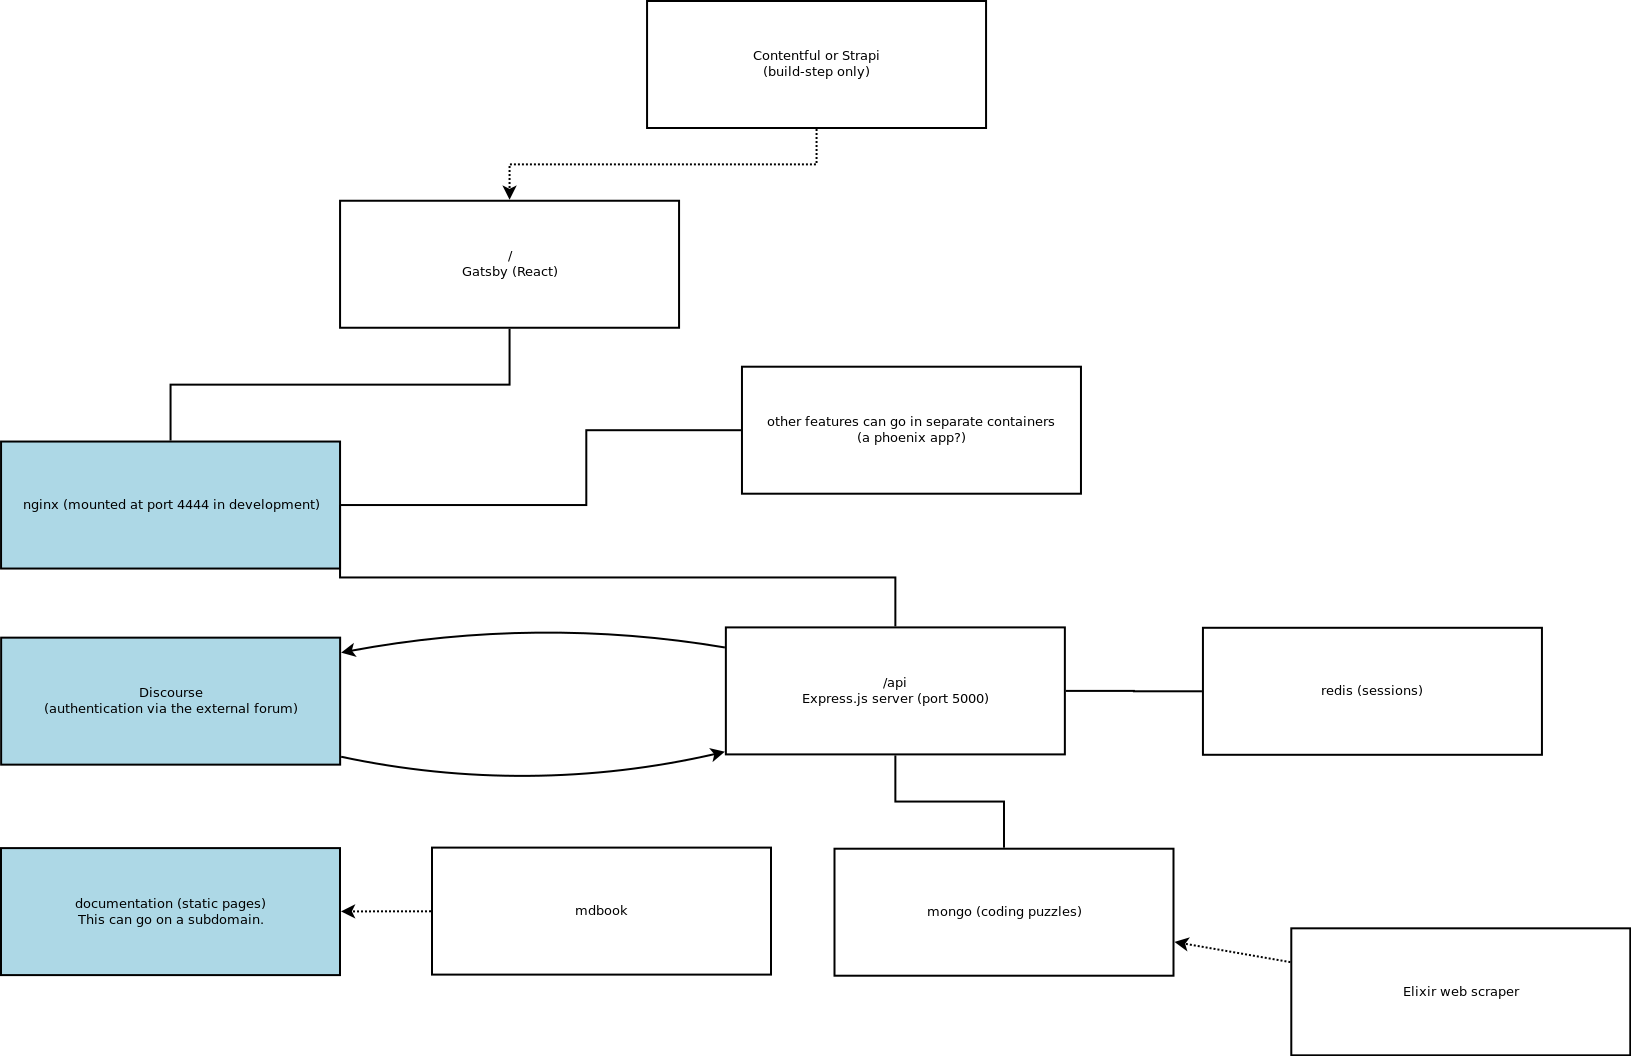 Contentful or Strapi
(build-step only)
/
Gatsby (React)
other features can go in separate containers
(a phoenix app?)
nginx (mounted at port 4444 in development)
Discourse
(authentication via the external forum)
/api
Express.js server (port 5000)
redis (sessions)
documentation (static pages)
This can go on a subdomain.
mdbook
mongo (coding puzzles)
Elixir web scraper